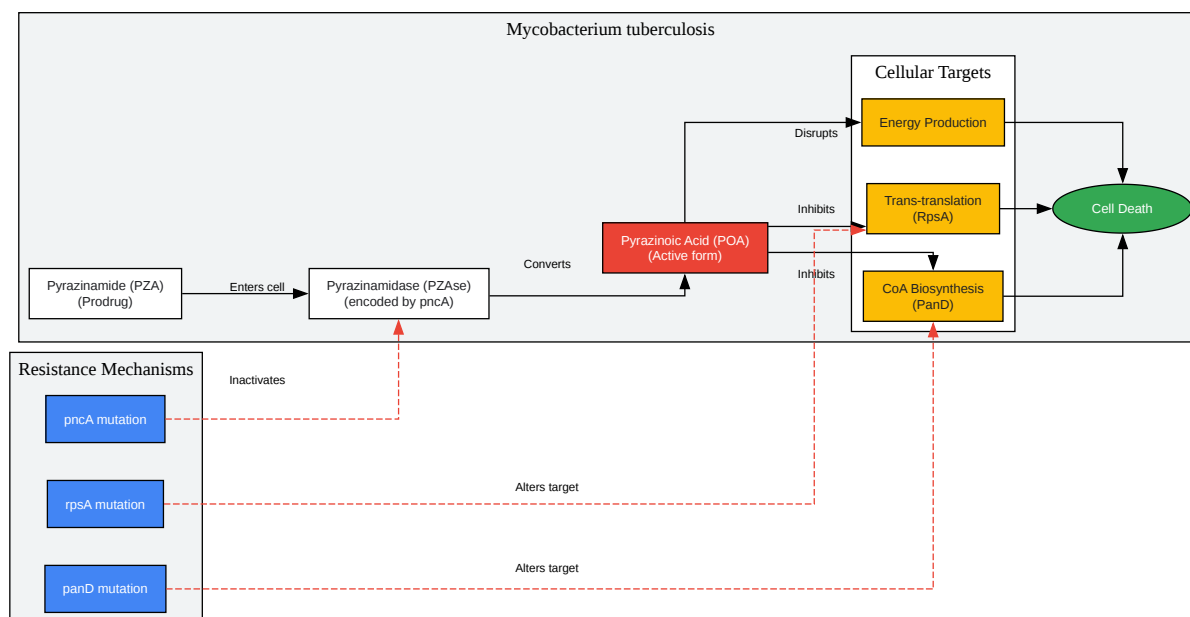 Mycobacterium tuberculosis
Cellular Targets
Energy Production
Disrupts
Trans-translation
(RpsA)
Inhibits
Cell Death
Pyrazinoic Acid (POA)
(Active form)
Converts
Inhibits
CoA Biosynthesis
(PanD)
Pyrazinamide (PZA)
(Prodrug)
Enters cell
Pyrazinamidase (PZAse)
(encoded by pncA)
Resistance Mechanisms
Inactivates
pncA mutation
Alters target
rpsA mutation
Alters target
panD mutation